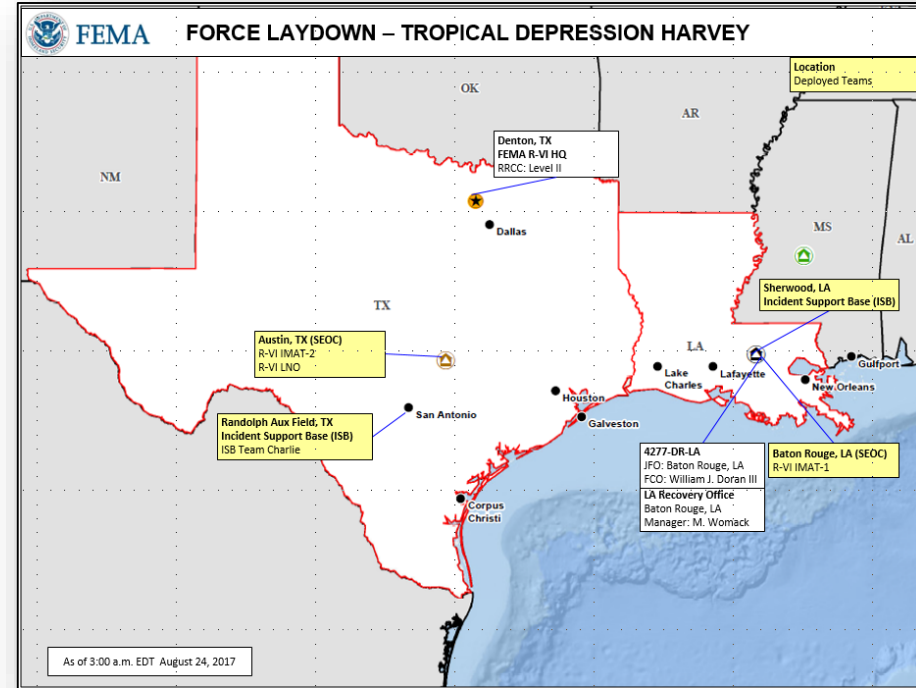 FEMA
FORCE LAYDOWN – TROPICAL DEPRESSION HARVEY
Location
Deployed Teams
OK
AR
NM
Denton, TX
FEMA R-VI HQ
RRCC: Level II
Dallas
MS
AL
TX
Sherwood, LA
Incident Support Base (ISB)
Austin, TX (SEOC)
R-VI IMAT-2
R-VI LNO
LA
Lake
Charles
Lafayette
New Orleans
Gulfport
Houston
Galveston
San Antonio
Randolph Aux Field, TX
Incident Support Base (ISB)
ISB Team Charlie
4277-DR-LA
JFO: Baton Rouge, LA
FCO: William J. Doran III
LA Recovery Office
Baton Rouge, LA
Manager: M. Womack
Baton Rouge, LA (SEOC)
R-VI IMAT-1
Corpus
Christi
As of 3:00 a.m. EDT August 24, 2017